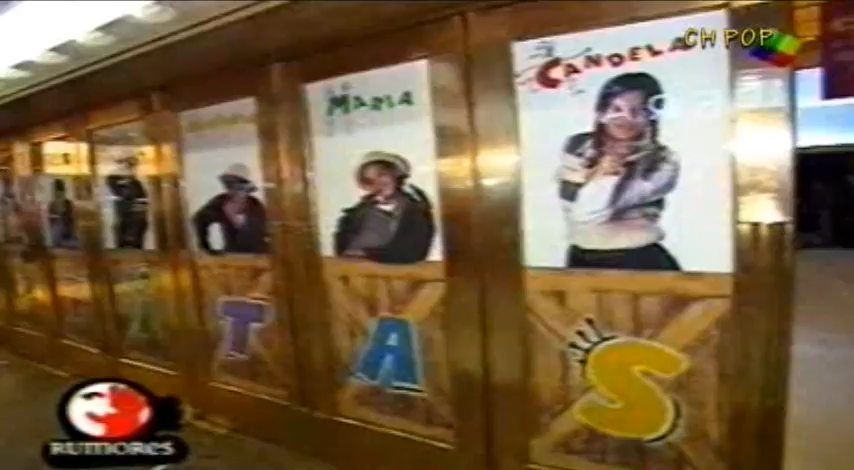 CH POP
CANDELA
MARIA
T
A
S
RUMORES